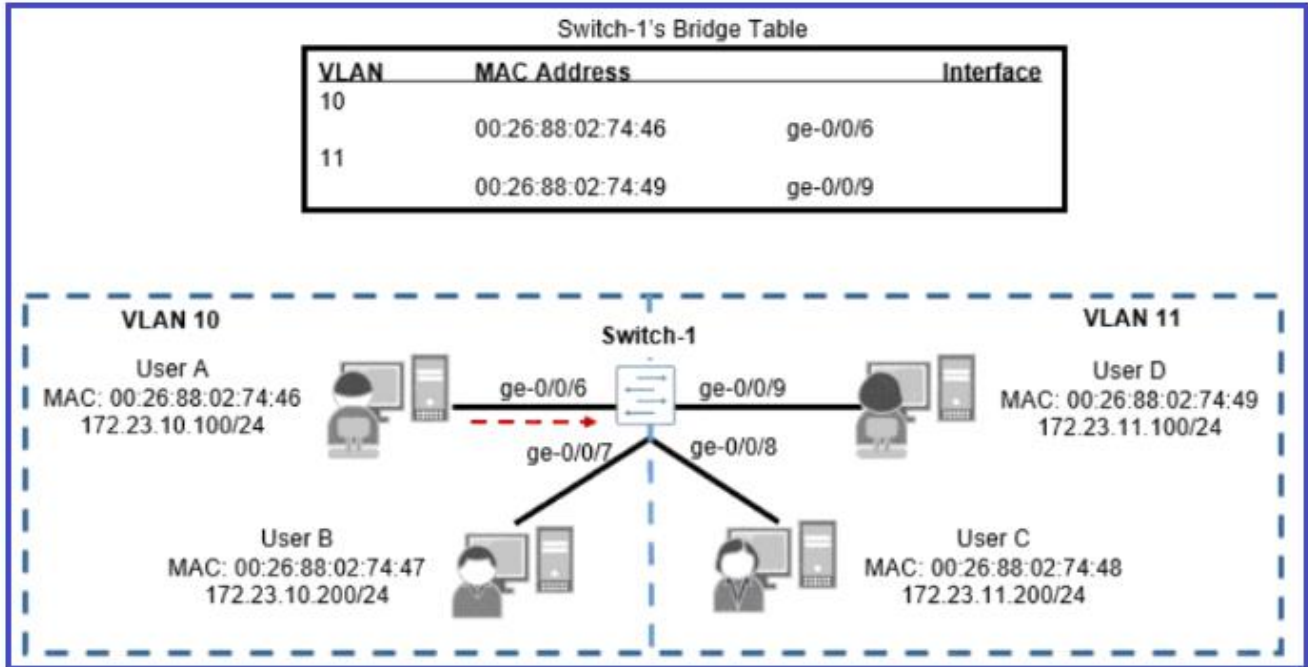 Switch-1's Bridge Table
VLAN MAC Address Interface
10
00:26:88:02:74:46 ge-0/0/6
11
00:26:88:02:74:49 ge-0/0/9
VLAN 10
VLAN 11
Switch-1
User A
MAC: 00:26:88:02:74:46
172.23.10.100/24
ge-0/0/6
ge-0/0/9
User D
MAC: 00:26:88:02:74:49
172.23.11.100/24
ge-0/0/7
ge-0/0/8
User B
MAC: 00:26:88:02:74:47
172.23.10.200/24
User C
MAC: 00:26:88:02:74:48
172.23.11.200/24